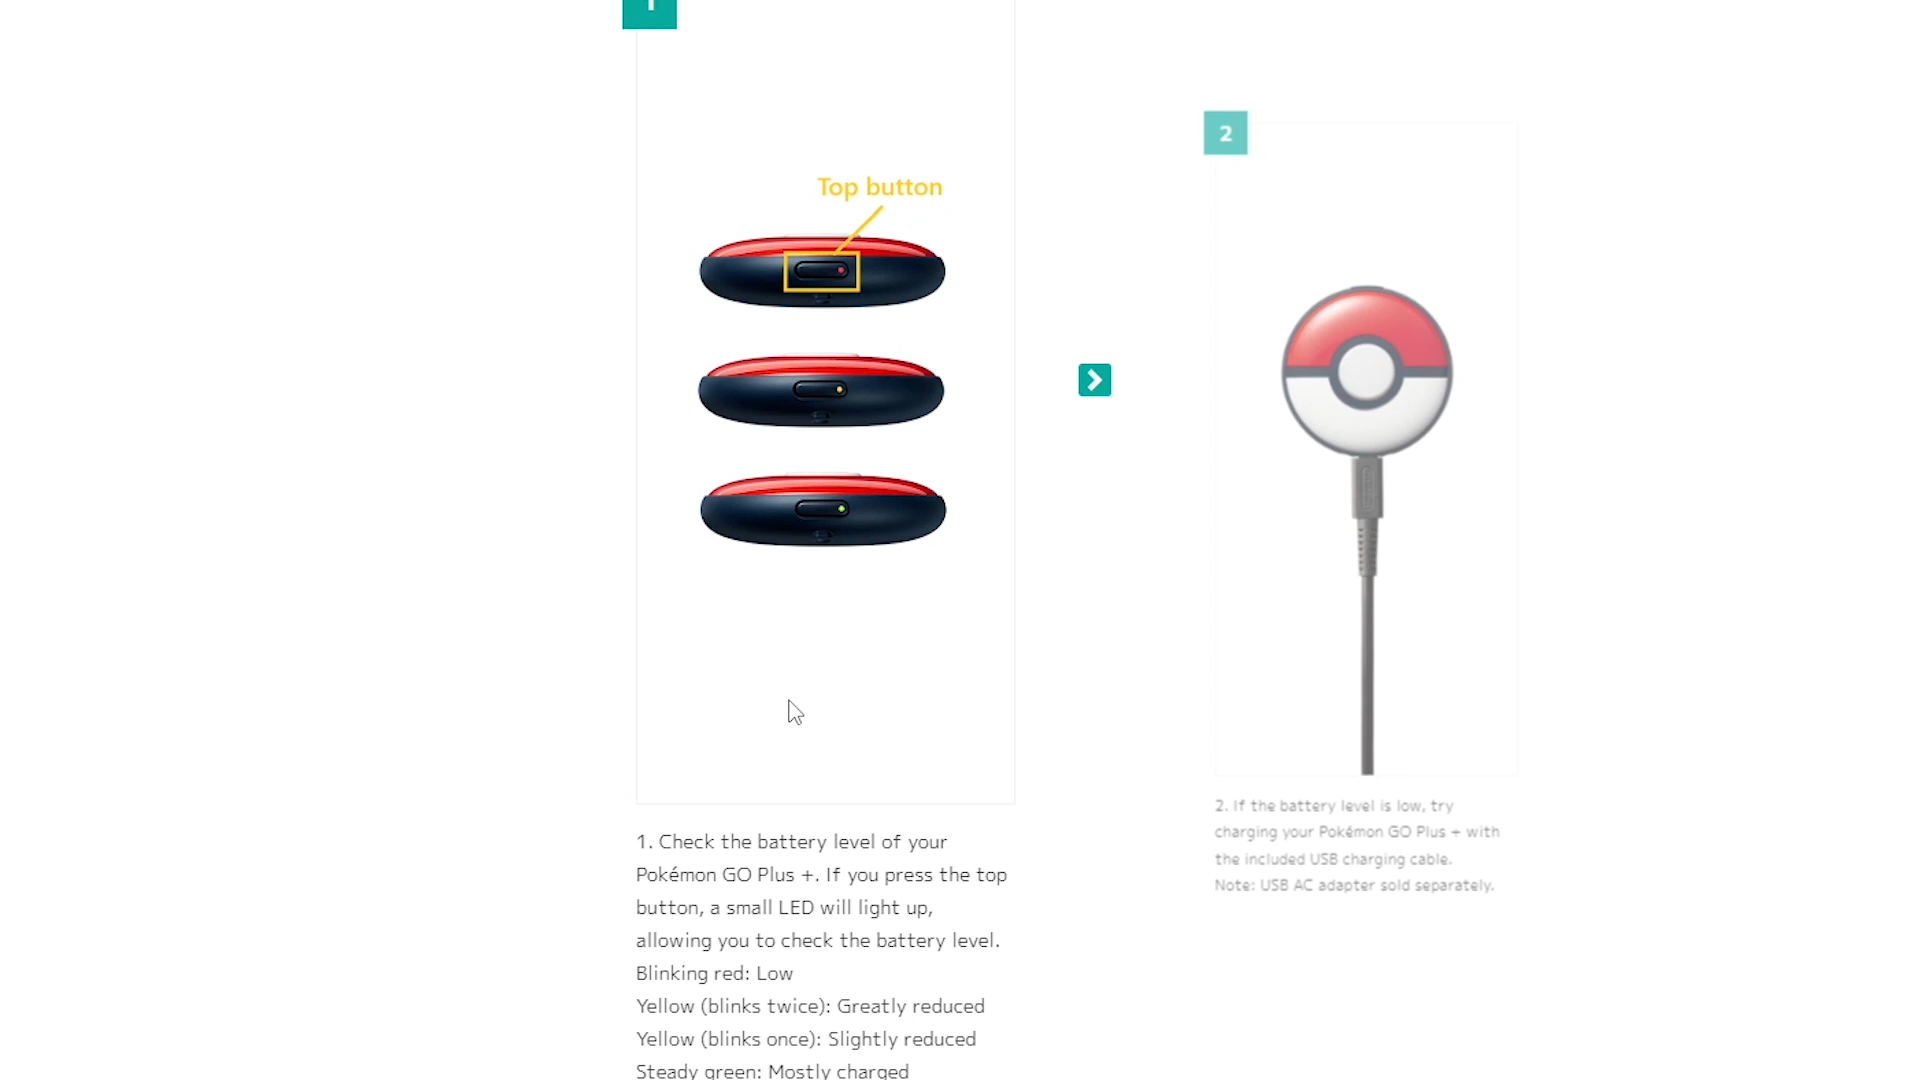 1
Top button
1. Check the battery level of your
Pokémon GO Plus +. If you press the top
button, a small LED will light up,
allowing you to check the battery level.
Blinking red: Low
Yellow (blinks twice): Greatly reduced
Yellow (blinks once): Slightly reduced
Steady green: Mostly charged
2
2. If the battery level is low, try
charging your Pokémon GO Plus + with
the included USB charging cable.
Note: USB AC adapter sold separately.